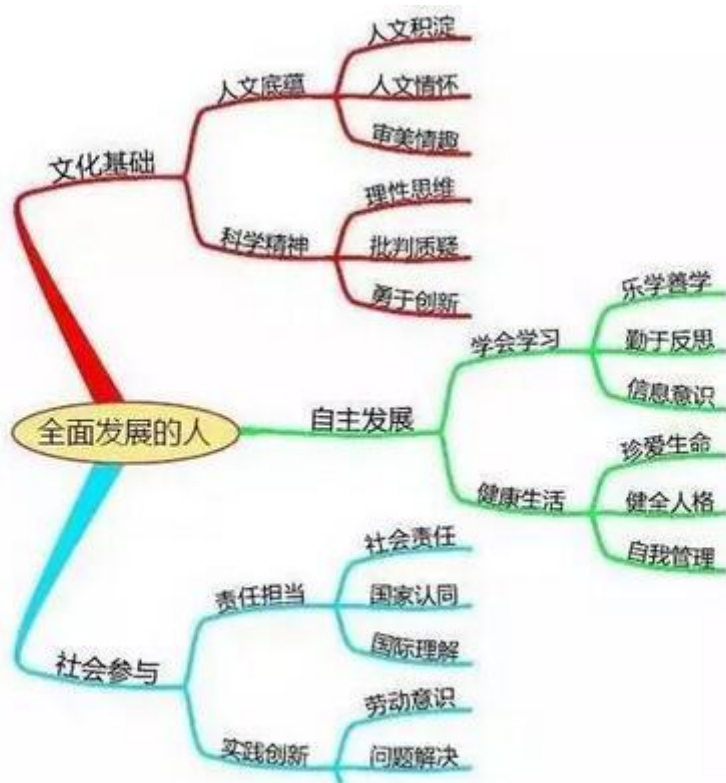 人文积淀
人文底蕴
人文情怀
审美情趣
文化基础
理性思维
科学精神
批判质疑
勇于创新
乐学善学
学会学习
勤于反思
信息意识
全面发展的人
自主发展
珍爱生命
健康生活
健全人格
自我管理
社会责任
责任担当
国家认同
国际理解
社会参与
劳动意识
实践创新
问题解决